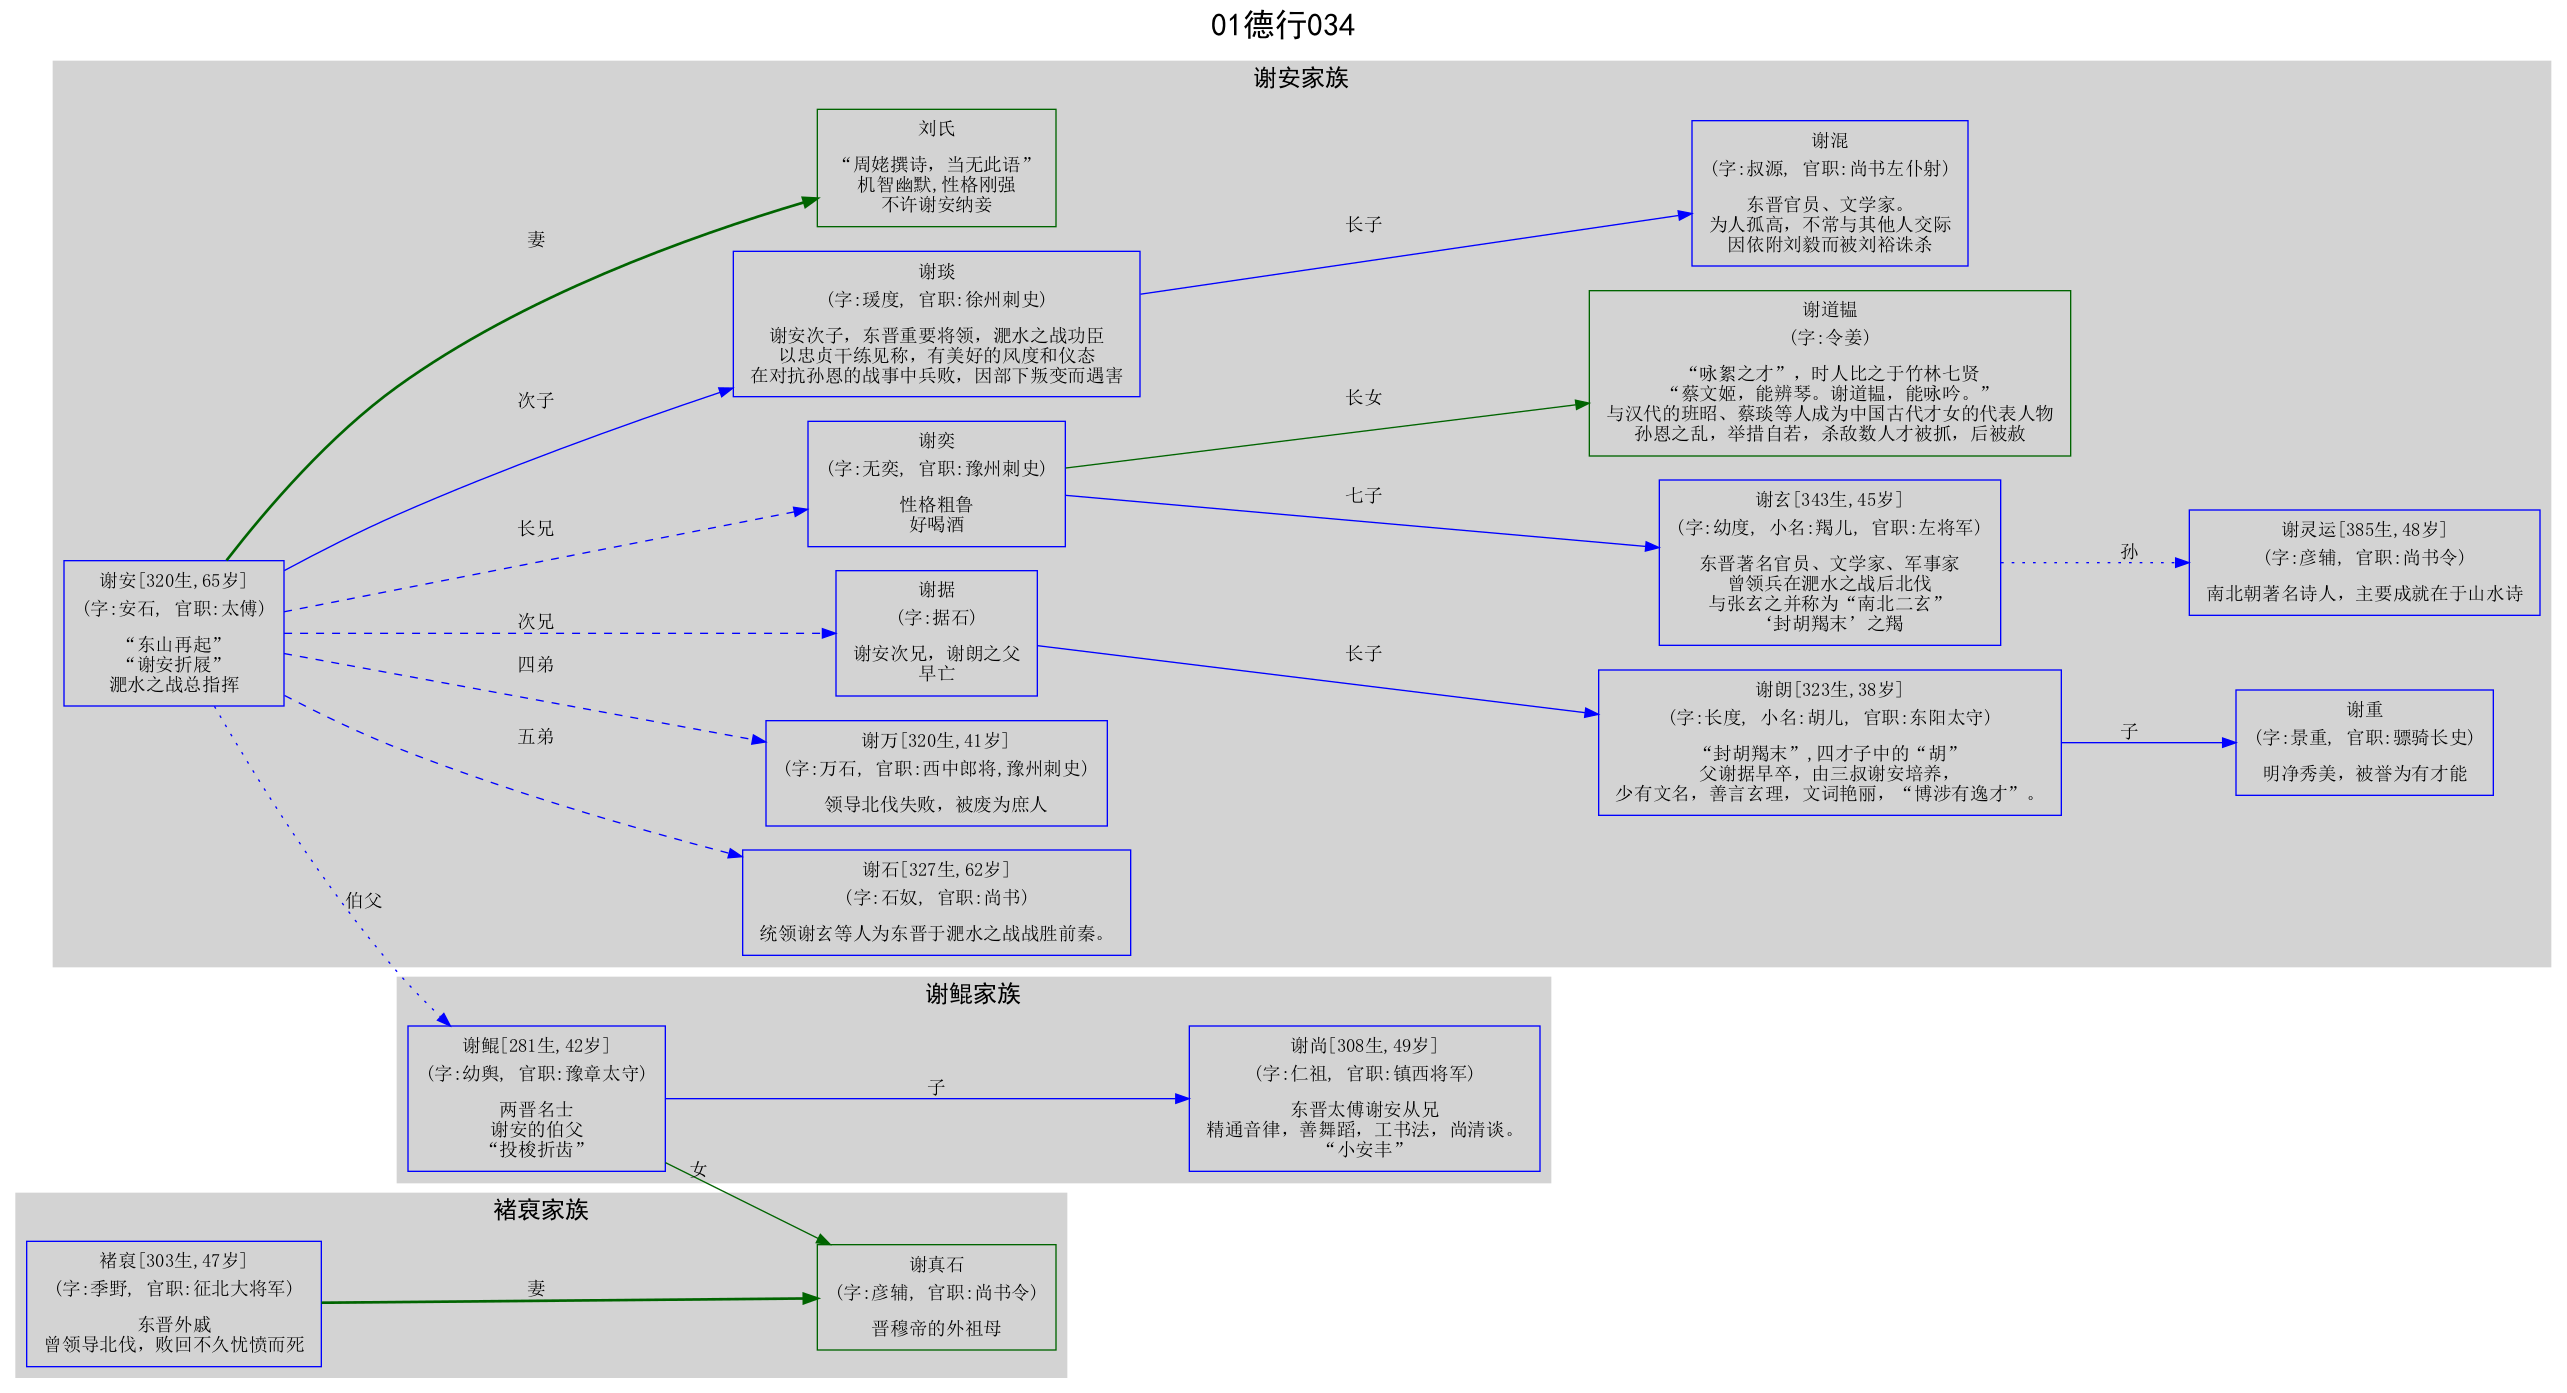 01德行034
谢安家族
谢安[320生,65岁]
(字:安石, 官职:太傅)
“东山再起”
“谢安折屐”
淝水之战总指挥
妻
次子
长兄
次兄
四弟
五弟
伯父
刘氏
“周姥撰诗，当无此语”
机智幽默,性格刚强
不许谢安纳妾
谢琰
(字:瑗度, 官职:徐州刺史)
谢安次子，东晋重要将领，淝水之战功臣
以忠贞干练见称，有美好的风度和仪态
在对抗孙恩的战事中兵败，因部下叛变而遇害
谢奕
(字:无奕, 官职:豫州刺史)
性格粗鲁
好喝酒
谢据
(字:据石)
谢安次兄，谢朗之父
早亡
谢万[320生,41岁]
(字:万石, 官职:西中郎将,豫州刺史)
领导北伐失败，被废为庶人
谢石[327生,62岁]
(字:石奴, 官职:尚书)
统领谢玄等人为东晋于淝水之战战胜前秦。
长子
长女
七子
长子
谢混
(字:叔源, 官职:尚书左仆射)
东晋官员、文学家。
为人孤高，不常与其他人交际
因依附刘毅而被刘裕诛杀
谢道韫
(字:令姜)
“咏絮之才”，时人比之于竹林七贤
“蔡文姬，能辨琴。谢道韫，能咏吟。”
与汉代的班昭、蔡琰等人成为中国古代才女的代表人物
孙恩之乱，举措自若，杀敌数人才被抓，后被赦
谢玄[343生,45岁]
(字:幼度, 小名:羯儿, 官职:左将军)
东晋著名官员、文学家、军事家
曾领兵在淝水之战后北伐
与张玄之并称为“南北二玄”
‘封胡羯末’之羯
谢朗[323生,38岁]
(字:长度, 小名:胡儿, 官职:东阳太守)
“封胡羯末”,四才子中的“胡”
父谢据早卒，由三叔谢安培养，
少有文名，善言玄理，文词艳丽，“博涉有逸才”。
孙
子
谢灵运[385生,48岁]
(字:彦辅, 官职:尚书令)
南北朝著名诗人，主要成就在于山水诗
谢重
(字:景重, 官职:骠骑长史)
明净秀美，被誉为有才能
谢鲲家族
谢鲲[281生,42岁]
(字:幼舆, 官职:豫章太守)
两晋名士
谢安的伯父
“投梭折齿”
子
女
谢尚[308生,49岁]
(字:仁祖, 官职:镇西将军)
东晋太傅谢安从兄
精通音律，善舞蹈，工书法，尚清谈。
“小安丰”
褚裒家族
褚裒[303生,47岁]
(字:季野, 官职:征北大将军)
东晋外戚
曾领导北伐，败回不久忧愤而死
妻
谢真石
(字:彦辅, 官职:尚书令)
晋穆帝的外祖母